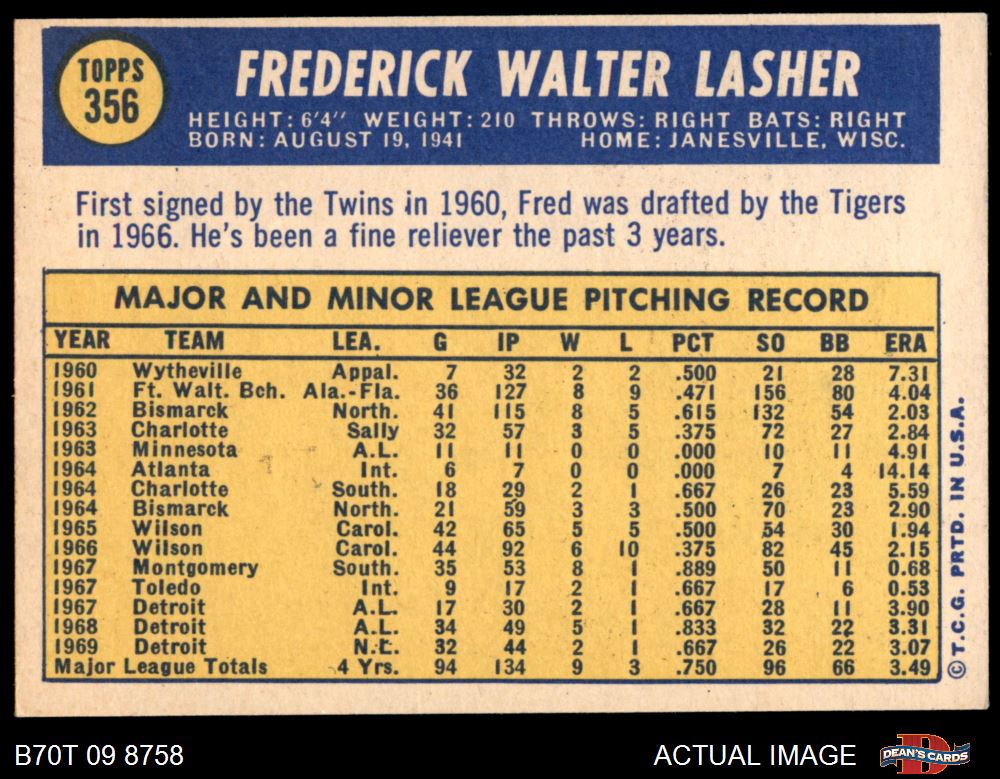 TOPPS
356
FREDERICK WALTER LASHER
HEIGHT: 6'4" WEIGHT: 210 THROWS: RIGHT BATS: RIGHT
BORN: AUGUST 19, 1941 HOME: JANESVILLE, WISC.
First signed by the Twins in 1960, Fred was drafted by the Tigers
in 1966. He's been a fine reliever the past 3 years.
MAJOR AND MINOR LEAGUE PITCHING RECORD
YEAR TEAM LEA. G IP W L PCT SO BB ERA
1960 Wytheville Appal. 7 32 2 2 .500 21 28 7.31
1961 Ft. Walt. Bch. Ala.-Fla. 36 127 8 9 .471 156 80 4.04
1962 Bismarck North. 41 115 8 5 .615 132 54 2.03
1963 Charlotte Sally 32 57 3 5 .375 72 27 2.84
1963 Minnesota A.L. 11 11 0 0 .000 10 11 4.91
1964 Atlanta Int. 6 7 0 0 .000 7 4 14.14
1964 Charlotte South. 18 29 2 1 .667 26 23 5.59
1964 Bismarck North. 21 59 3 3 .500 70 23 2.90
1965 Wilson Carol. 42 65 5 5 .500 54 30 1.94
1966 Wilson Carol. 44 92 6 10 .375 82 45 2.15
1967 Montgomery South. 35 53 8 1 .889 50 11 0.68
1967 Toledo Int. 9 17 2 1 .667 17 6 0.53
1967 Detroit A.L. 17 30 2 1 .667 28 11 3.90
1968 Detroit A.L. 34 49 5 1 .833 32 22 3.31
1969 Detroit N.L. 32 44 2 1 .667 26 22 3.07
Major League Totals 4 Yrs. 94 134 9 3 .750 96 66 3.49
© T.C.G. PRTD. IN U.S.A.
B70T 09 8758
ACTUAL IMAGE
DEAN'S CARDS